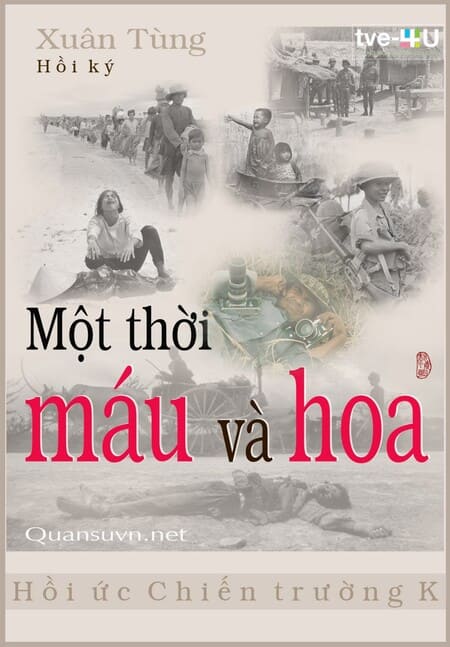 Xuân Tùng
tve-4U
Hồi ký
Một thời
máu và hoa
Quansuvn.net
Hồi ức Chiến trường K